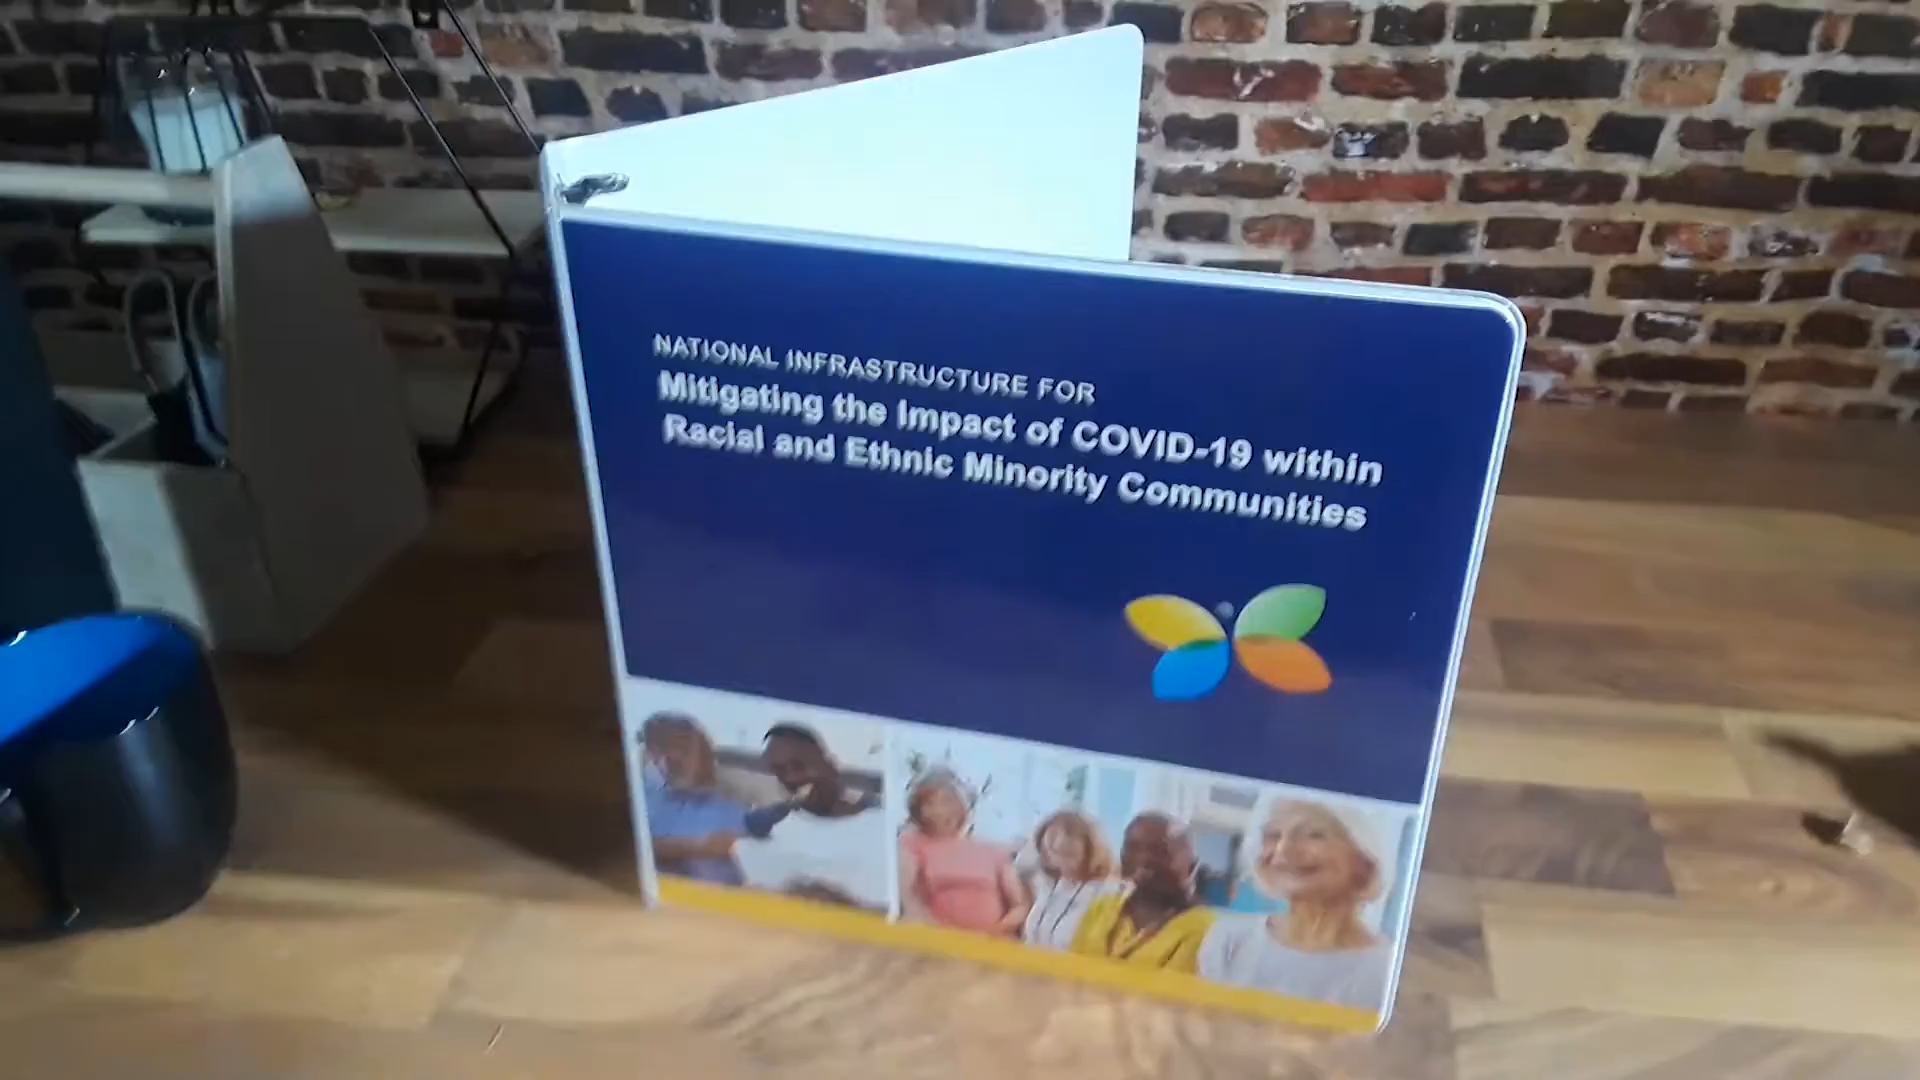 NATIONAL INFRASTRUCTURE FOR
Mitigating the Impact of COVID-19 within
Racial and Ethnic Minority Communities